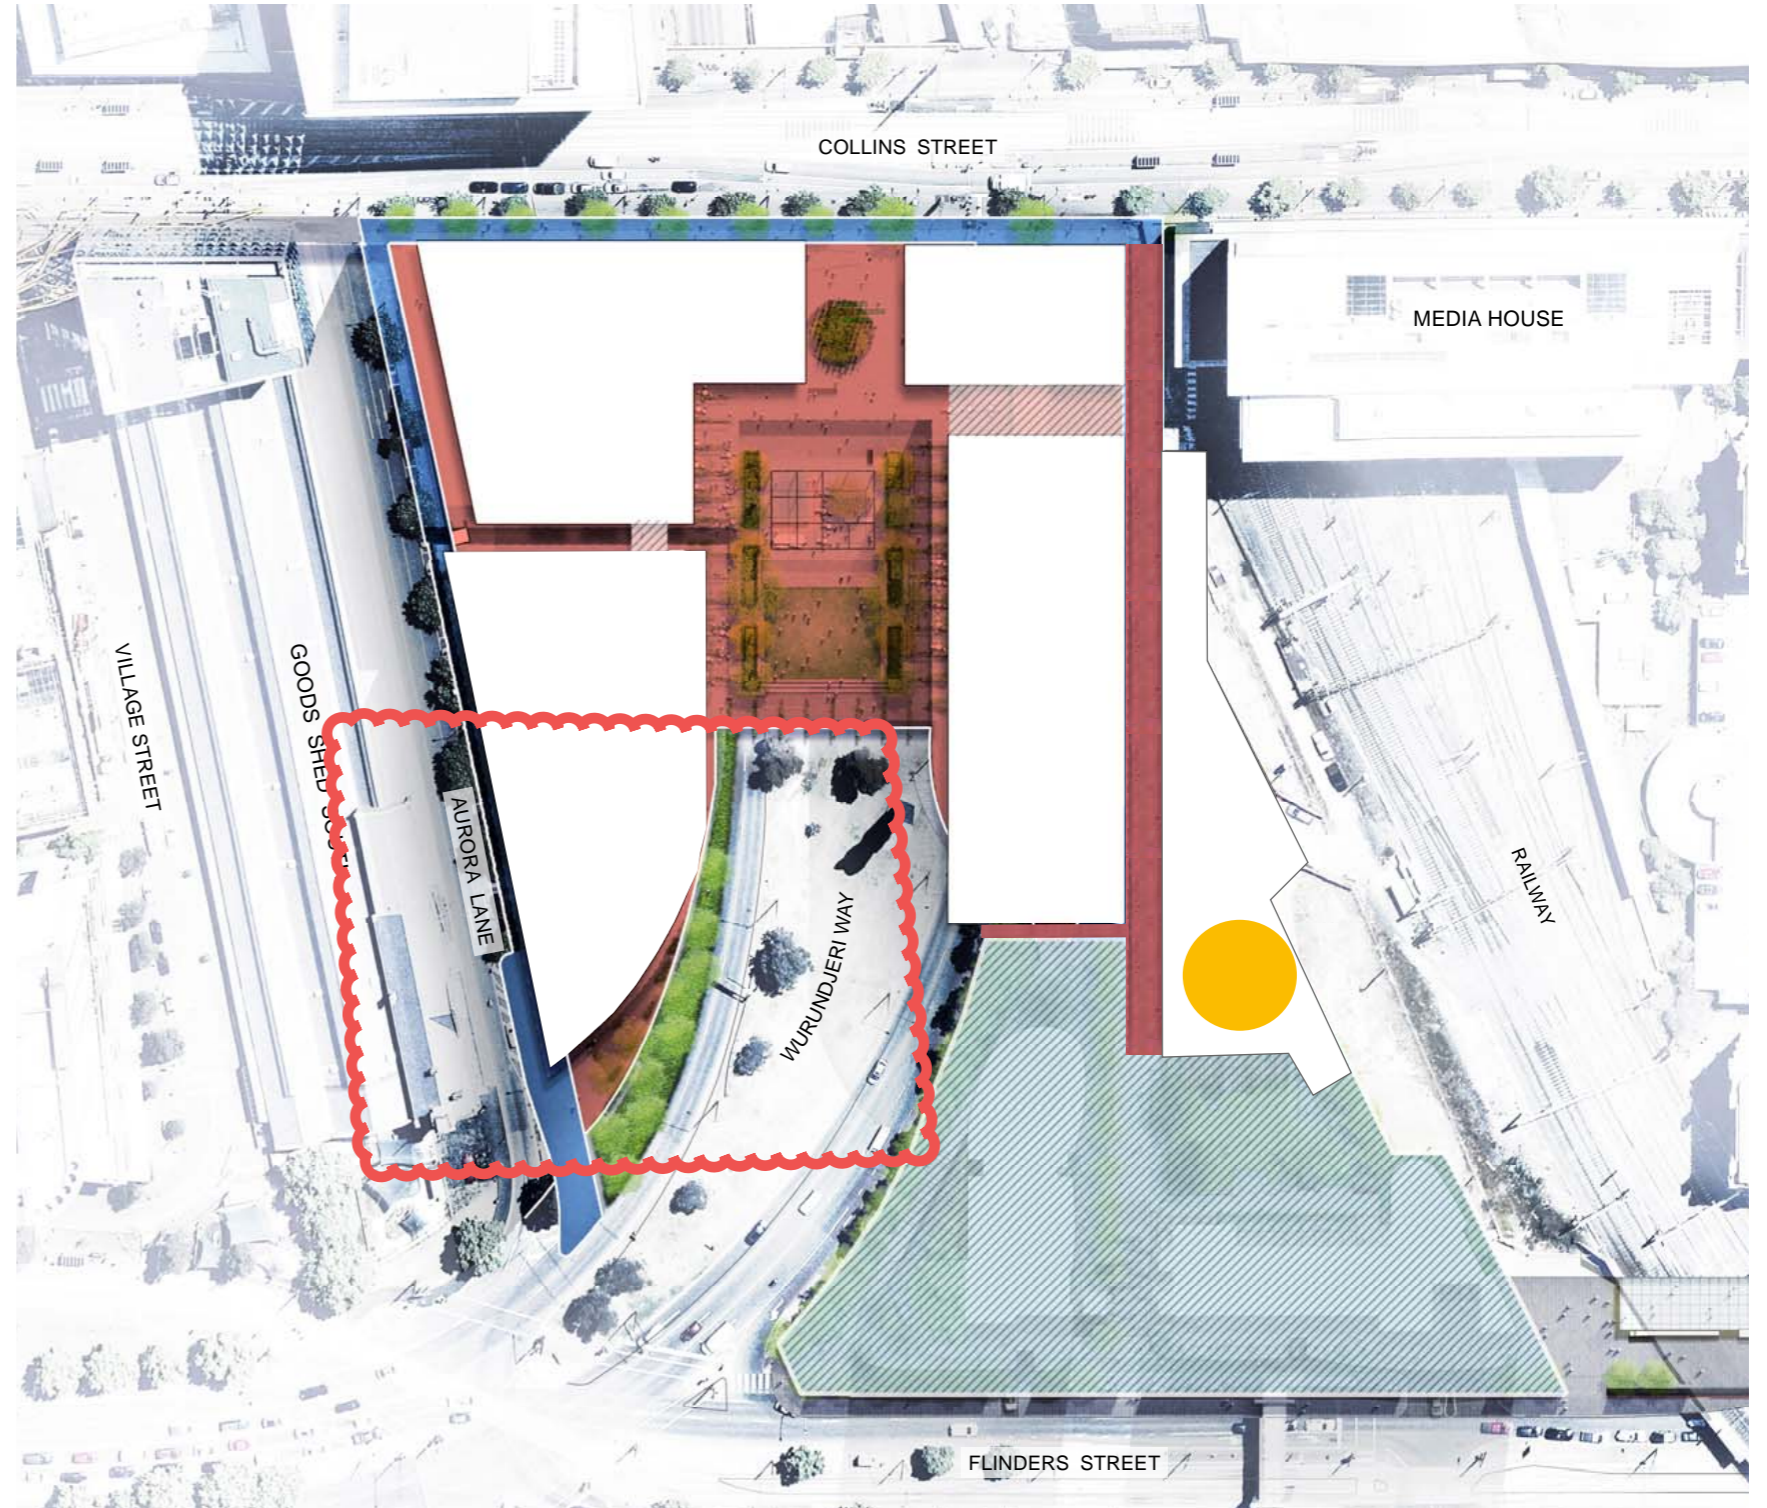 COLLINS STREET
MEDIA HOUSE
VILLAGE STREET
GOODS SHED
AURORA LANE
WURUNDJERI WAY
RAILWAY
FLINDERS STREET